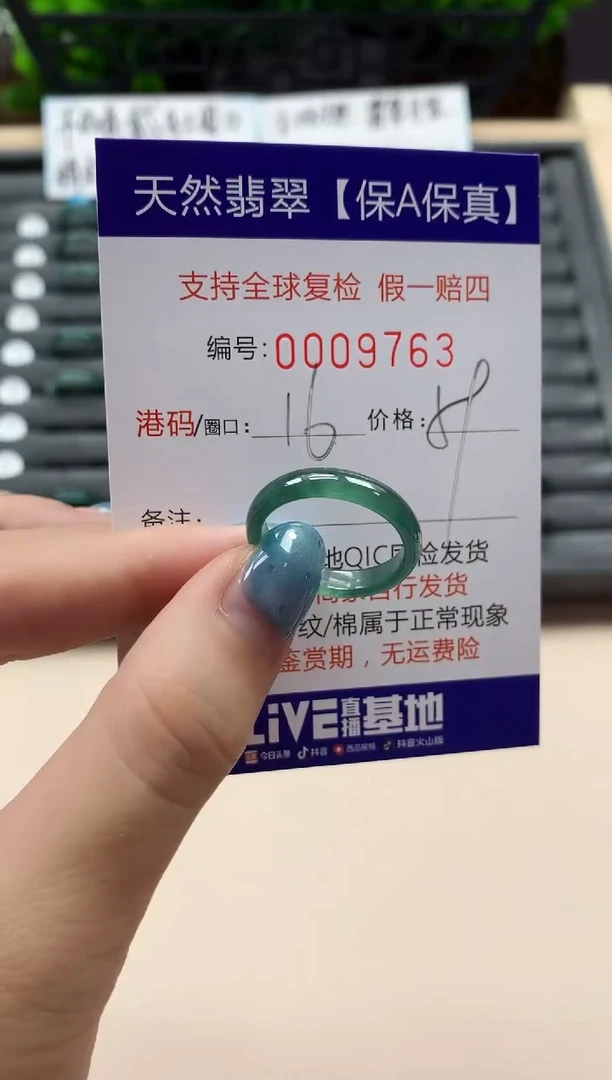 天然翡翠【保A保真】
支持全球复检 假一赔四
编号:0009763
港码/圈口: 16 价格:
备注:
地QIC 检发货
行发货
纹/棉属于正常现象
鉴赏期，无运费险
LiVE直播基地
今日头条 抖音 西瓜视频 抖音火山版